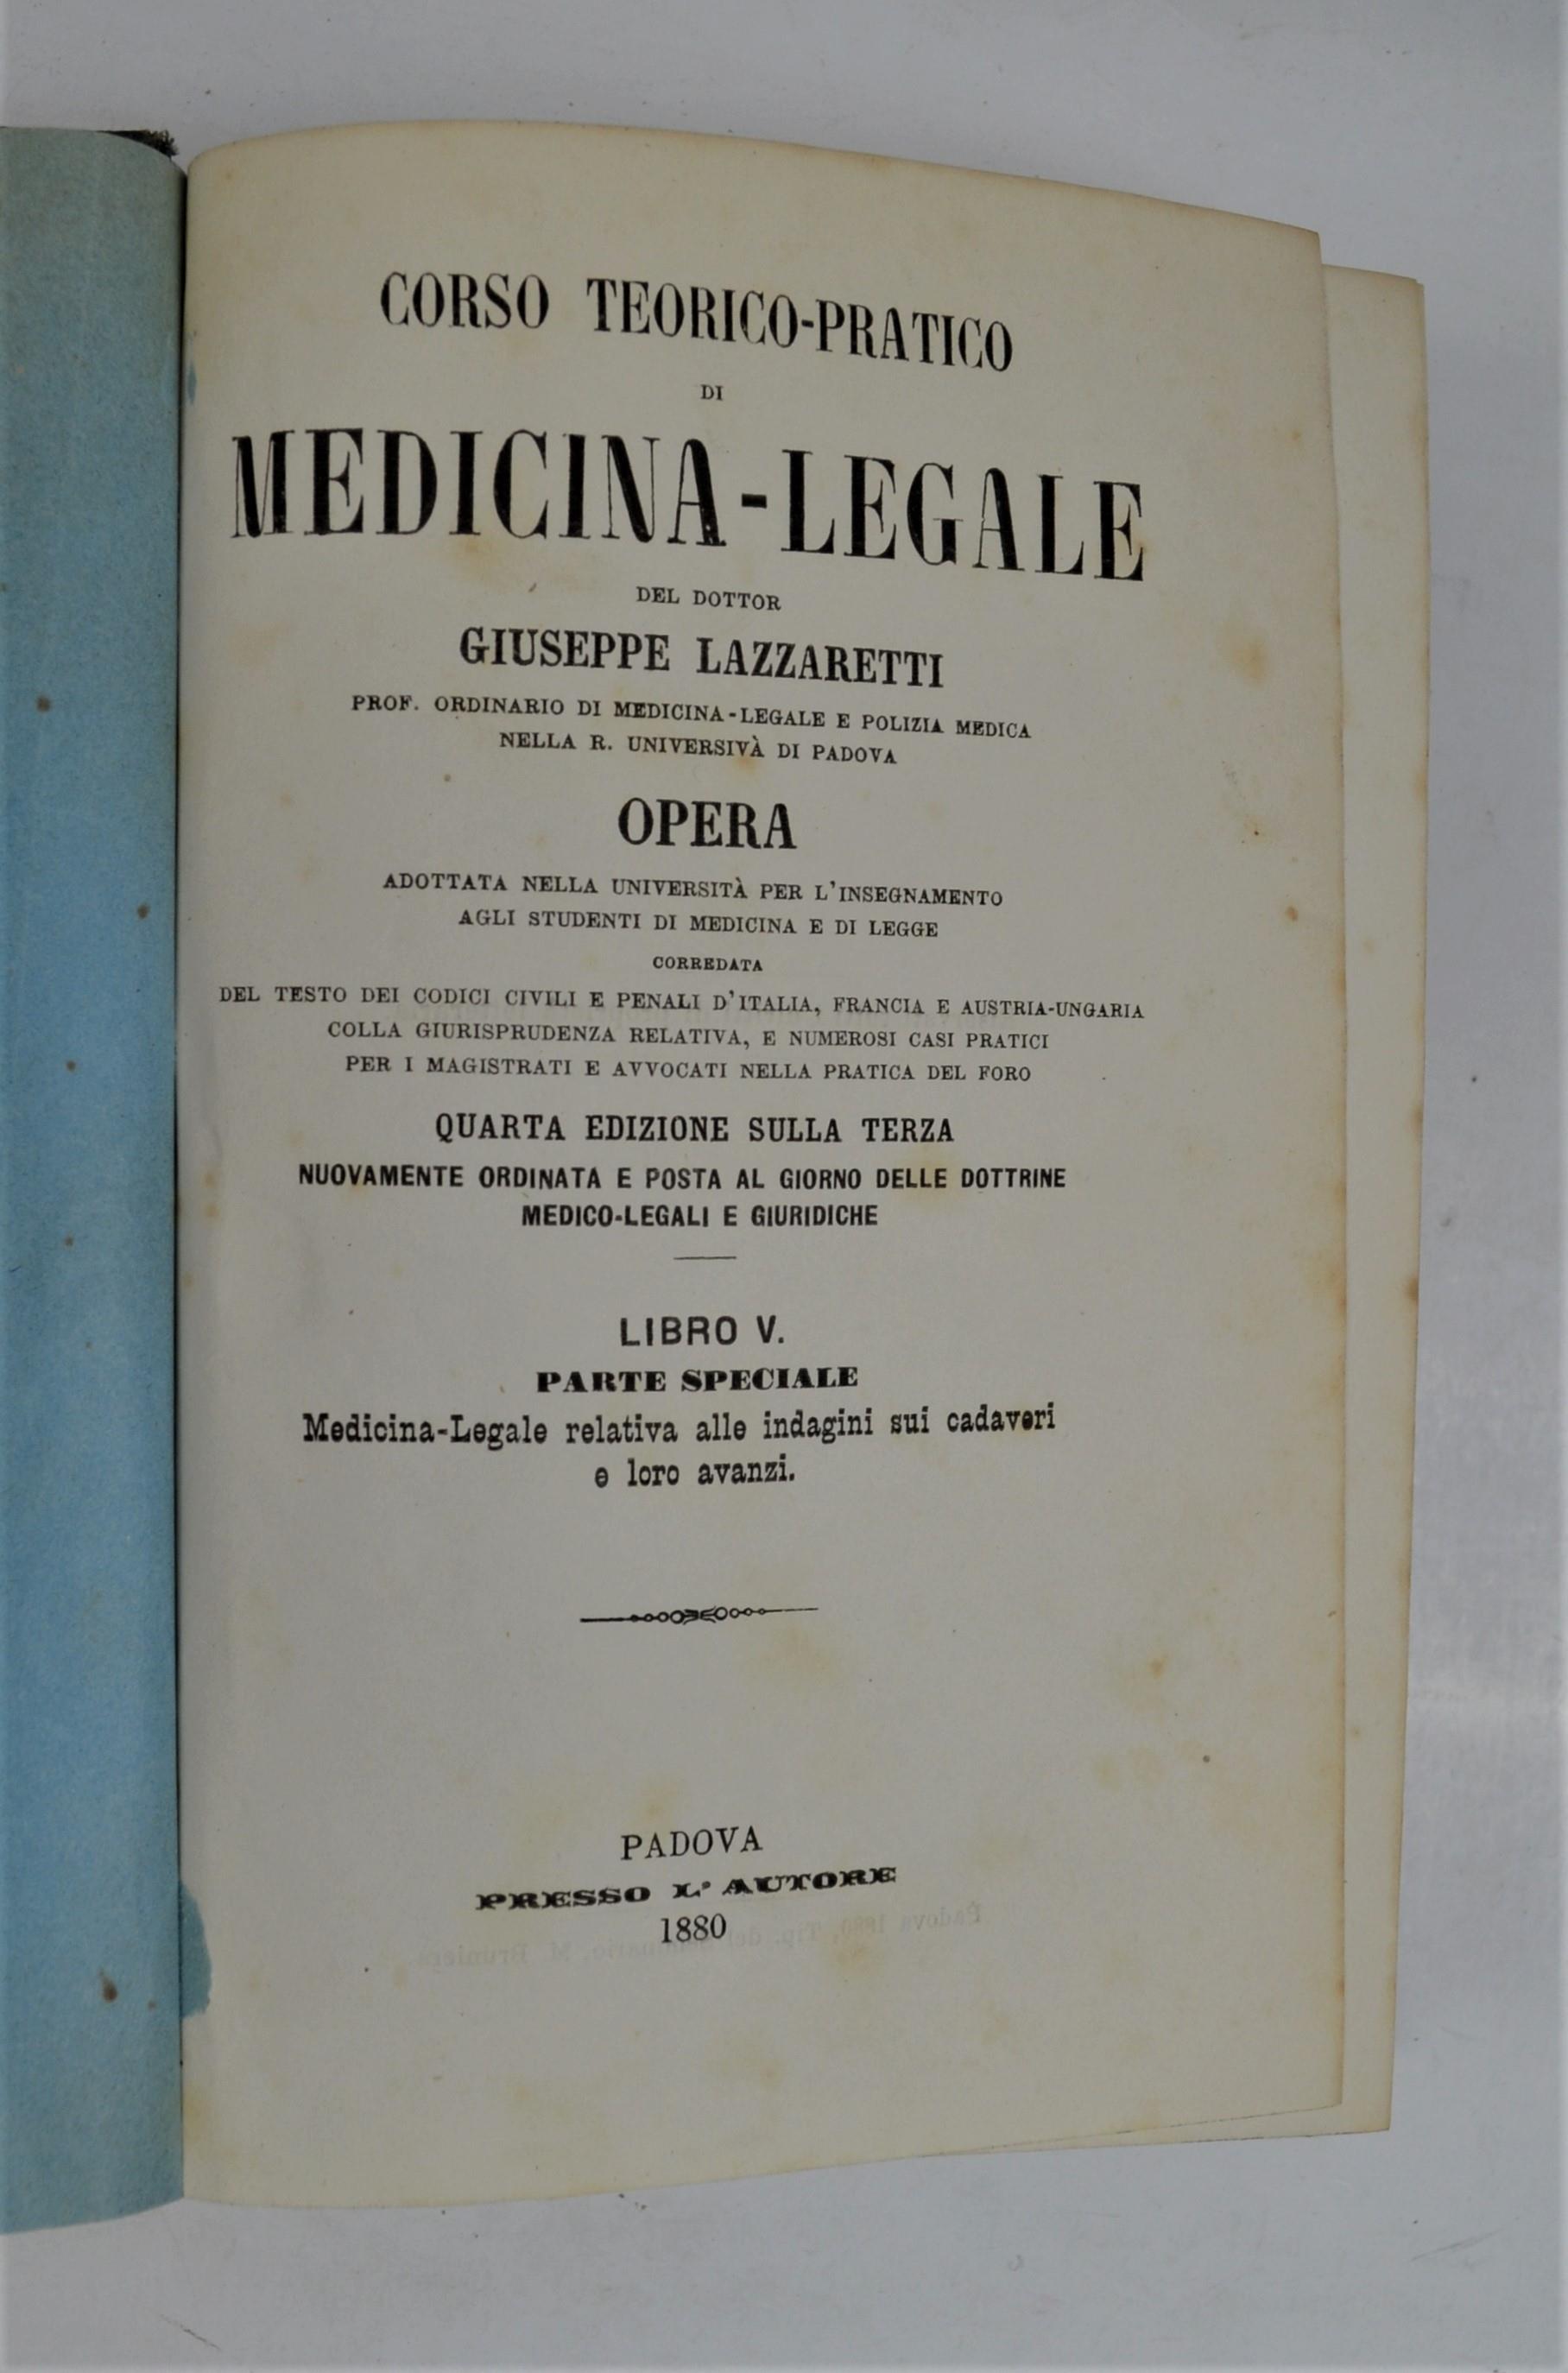 CORSO TEORICO-PRATICO
DI
MEDICINA-LEGALE
DEL DOTTOR
GIUSEPPE LAZZARETTI
PROF. ORDINARIO DI MEDICINA-LEGALE E POLIZIA MEDICA
NELLA R. UNIVERSIVÀ DI PADOVA
OPERA
ADOTTATA NELLA UNIVERSITÀ PER L'INSEGNAMENTO
AGLI STUDENTI DI MEDICINA E DI LEGGE
CORREDATA
DEL TESTO DEI CODICI CIVILI E PENALI D'ITALIA, FRANCIA E AUSTRIA-UNGARIA
COLLA GIURISPRUDENZA RELATIVA, E NUMEROSI CASI PRATICI
PER I MAGISTRATI E AVVOCATI NELLA PRATICA DEL FORO
QUARTA EDIZIONE SULLA TERZA
NUOVAMENTE ORDINATA E POSTA AL GIORNO DELLE DOTTRINE
MEDICO-LEGALI E GIURIDICHE
LIBRO V.
PARTE SPECIALE
Medicina-Legale relativa alle indagini sui cadaveri
e loro avanzi.
PADOVA
PRESSO L'AUTORE
1880